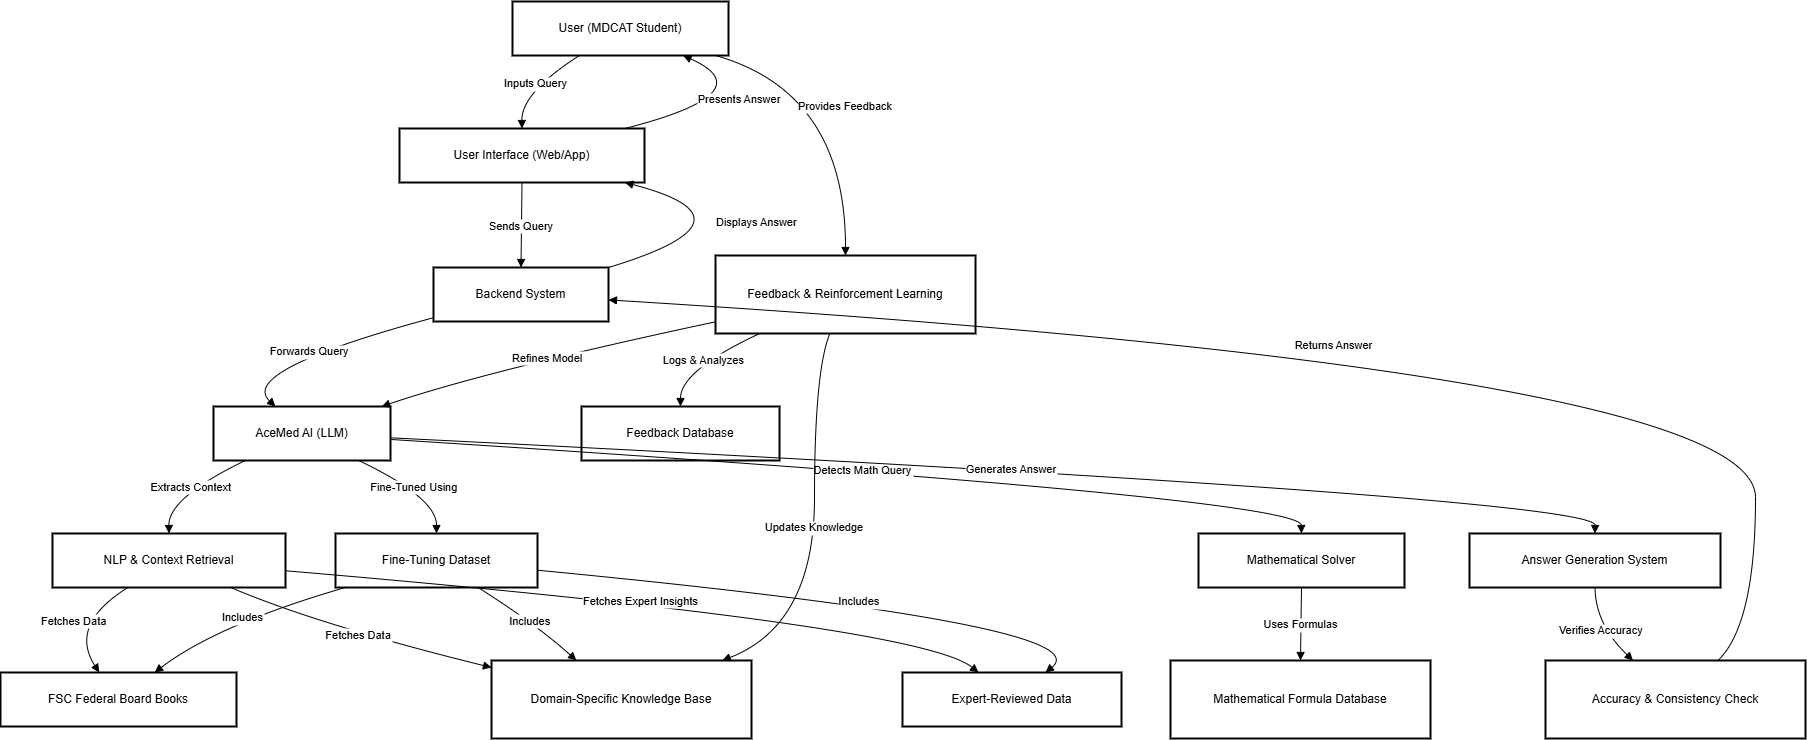 User (MDCAT Student)
Inputs Query
Presents Answer
Provides Feedback
User Interface (Web/App)
Sends Query
Displays Answer
Backend System
Feedback & Reinforcement Learning
Forwards Query
Refines Model
Logs & Analyzes
Returns Answer
AceMed AI (LLM)
Feedback Database
Detects Math Query
Generates Answer
Extracts Context
Fine-Tuned Using
Updates Knowledge
NLP & Context Retrieval
Fine-Tuning Dataset
Mathematical Solver
Answer Generation System
Fetches Data
Includes
Fetches Data
Includes
Fetches Expert Insights
Includes
Uses Formulas
Verifies Accuracy
FSC Federal Board Books
Domain-Specific Knowledge Base
Expert-Reviewed Data
Mathematical Formula Database
Accuracy & Consistency Check